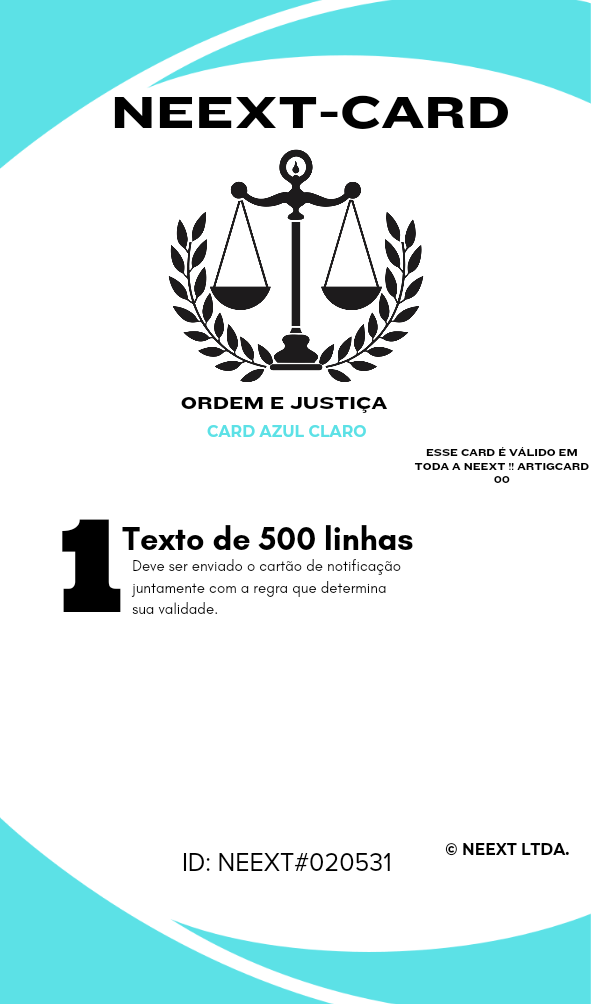 NEEXT-CARD
ORDEM E JUSTIÇA
CARD AZUL CLARO
ESSE CARD É VÁLIDO EM
TODA A NEEXT !! ARTIGCARD
00
1
Texto de 500 linhas
Deve ser enviado o cartão de notificação
juntamente com a regra que determina
sua validade.
ID: NEEXT#020531
© NEEXT LTDA.